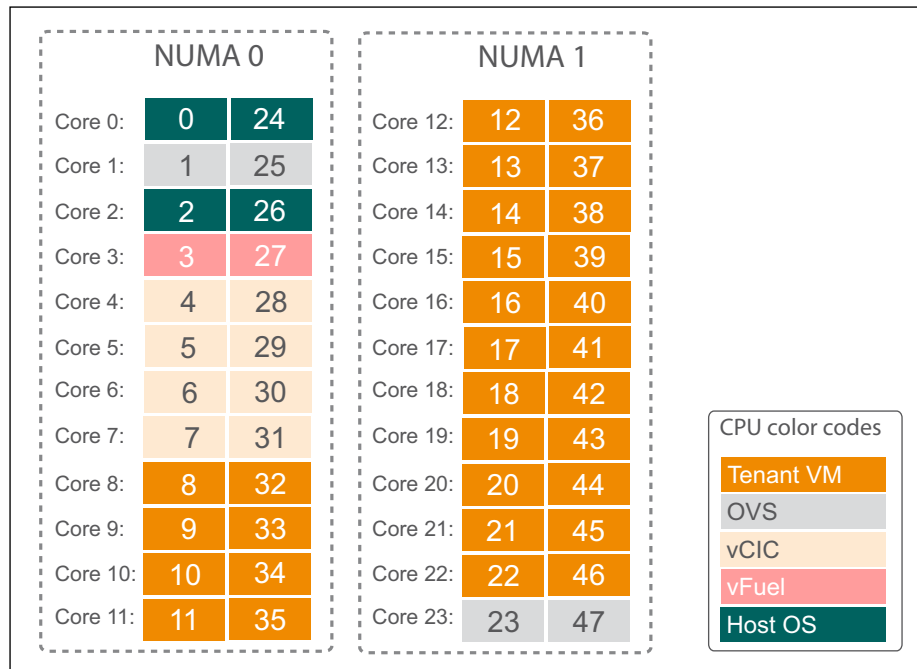 NUMA 0
Core 0: 0 24
Core 1: 1 25
Core 2: 2 26
Core 3: 3 27
Core 4: 4 28
Core 5: 5 29
Core 6: 6 30
Core 7: 7 31
Core 8: 8 32
Core 9: 9 33
Core 10: 10 34
Core 11: 11 35
NUMA 1
Core 12: 12 36
Core 13: 13 37
Core 14: 14 38
Core 15: 15 39
Core 16: 16 40
Core 17: 17 41
Core 18: 18 42
Core 19: 19 43
Core 20: 20 44
Core 21: 21 45
Core 22: 22 46
Core 23: 23 47
CPU color codes
Tenant VM
OVS
vCIC
vFuel
Host OS